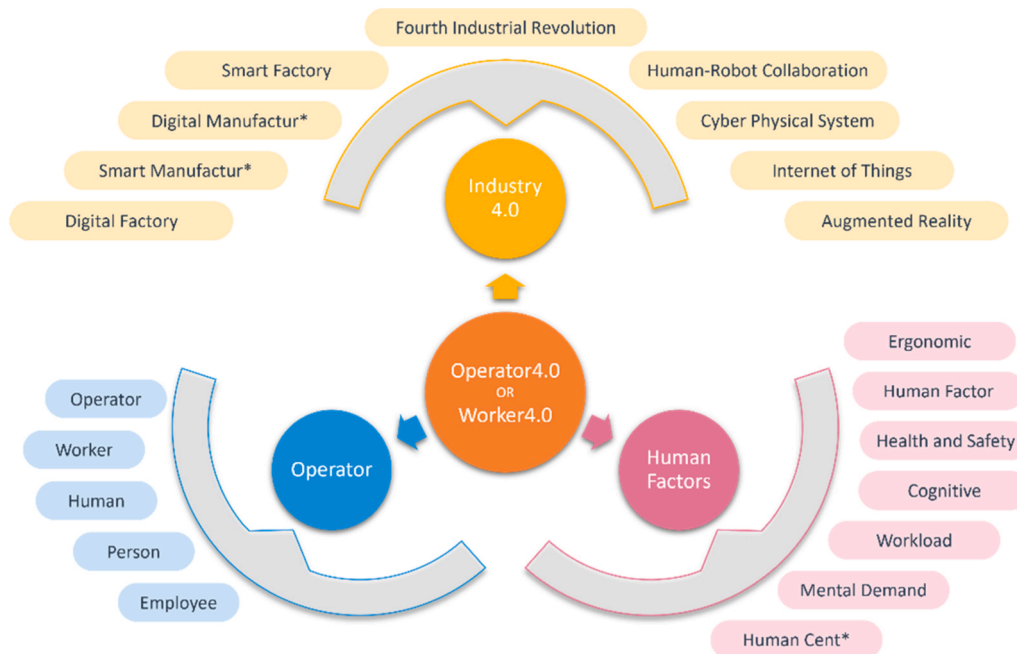 Fourth Industrial Revolution
Smart Factory
Human-Robot Collaboration
Digital Manufactur*
Cyber Physical System
Smart Manufactur*
Internet of Things
Digital Factory
Augmented Reality
Industry
4.0
Operator4.0
OR
Worker4.0
Operator
Human
Factors
Operator
Worker
Human
Person
Employee
Ergonomic
Human Factor
Health and Safety
Cognitive
Workload
Mental Demand
Human Cent*